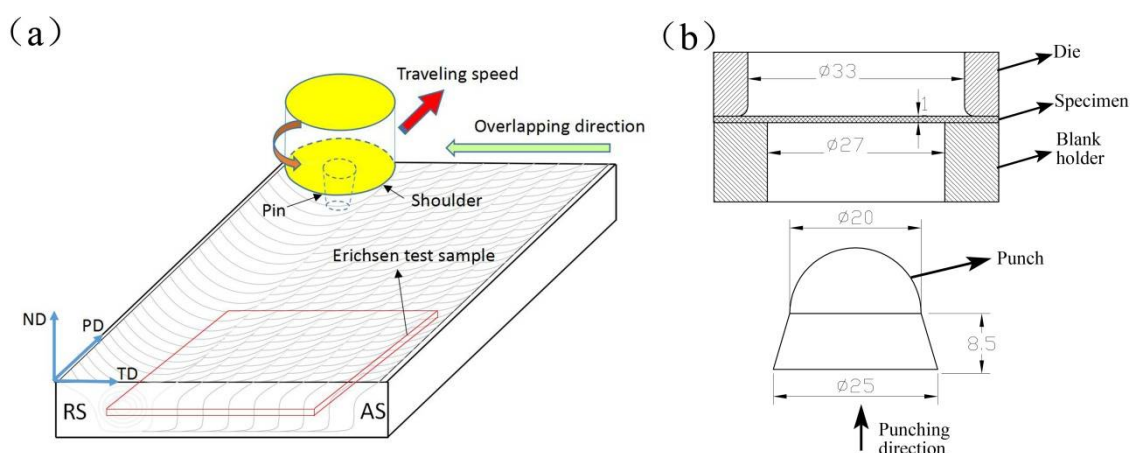 (a)
Traveling speed
Overlapping direction
Pin
Shoulder
Erichsen test sample
ND
PD
TD
RS
AS
(b)
Ø33
Die
1
Specimen
Ø27
Blank
holder
Ø20
Punch
8.5
Ø25
Punching
direction